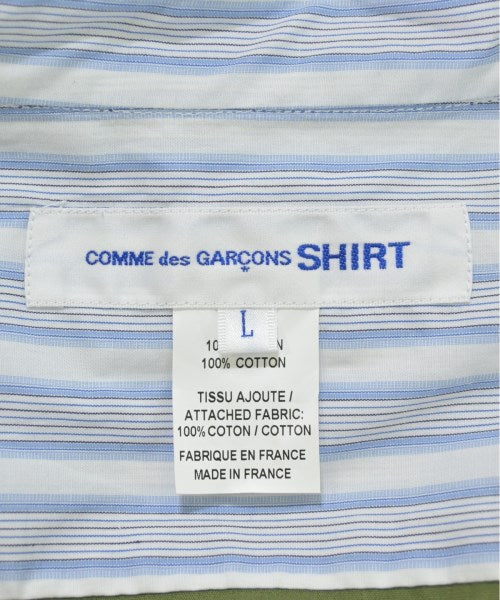 COMME des GARÇONS SHIRT
L
100% COTTON
TISSU AJOUTE /
ATTACHED FABRIC:
100% COTON / COTTON
FABRIQUE EN FRANCE
MADE IN FRANCE